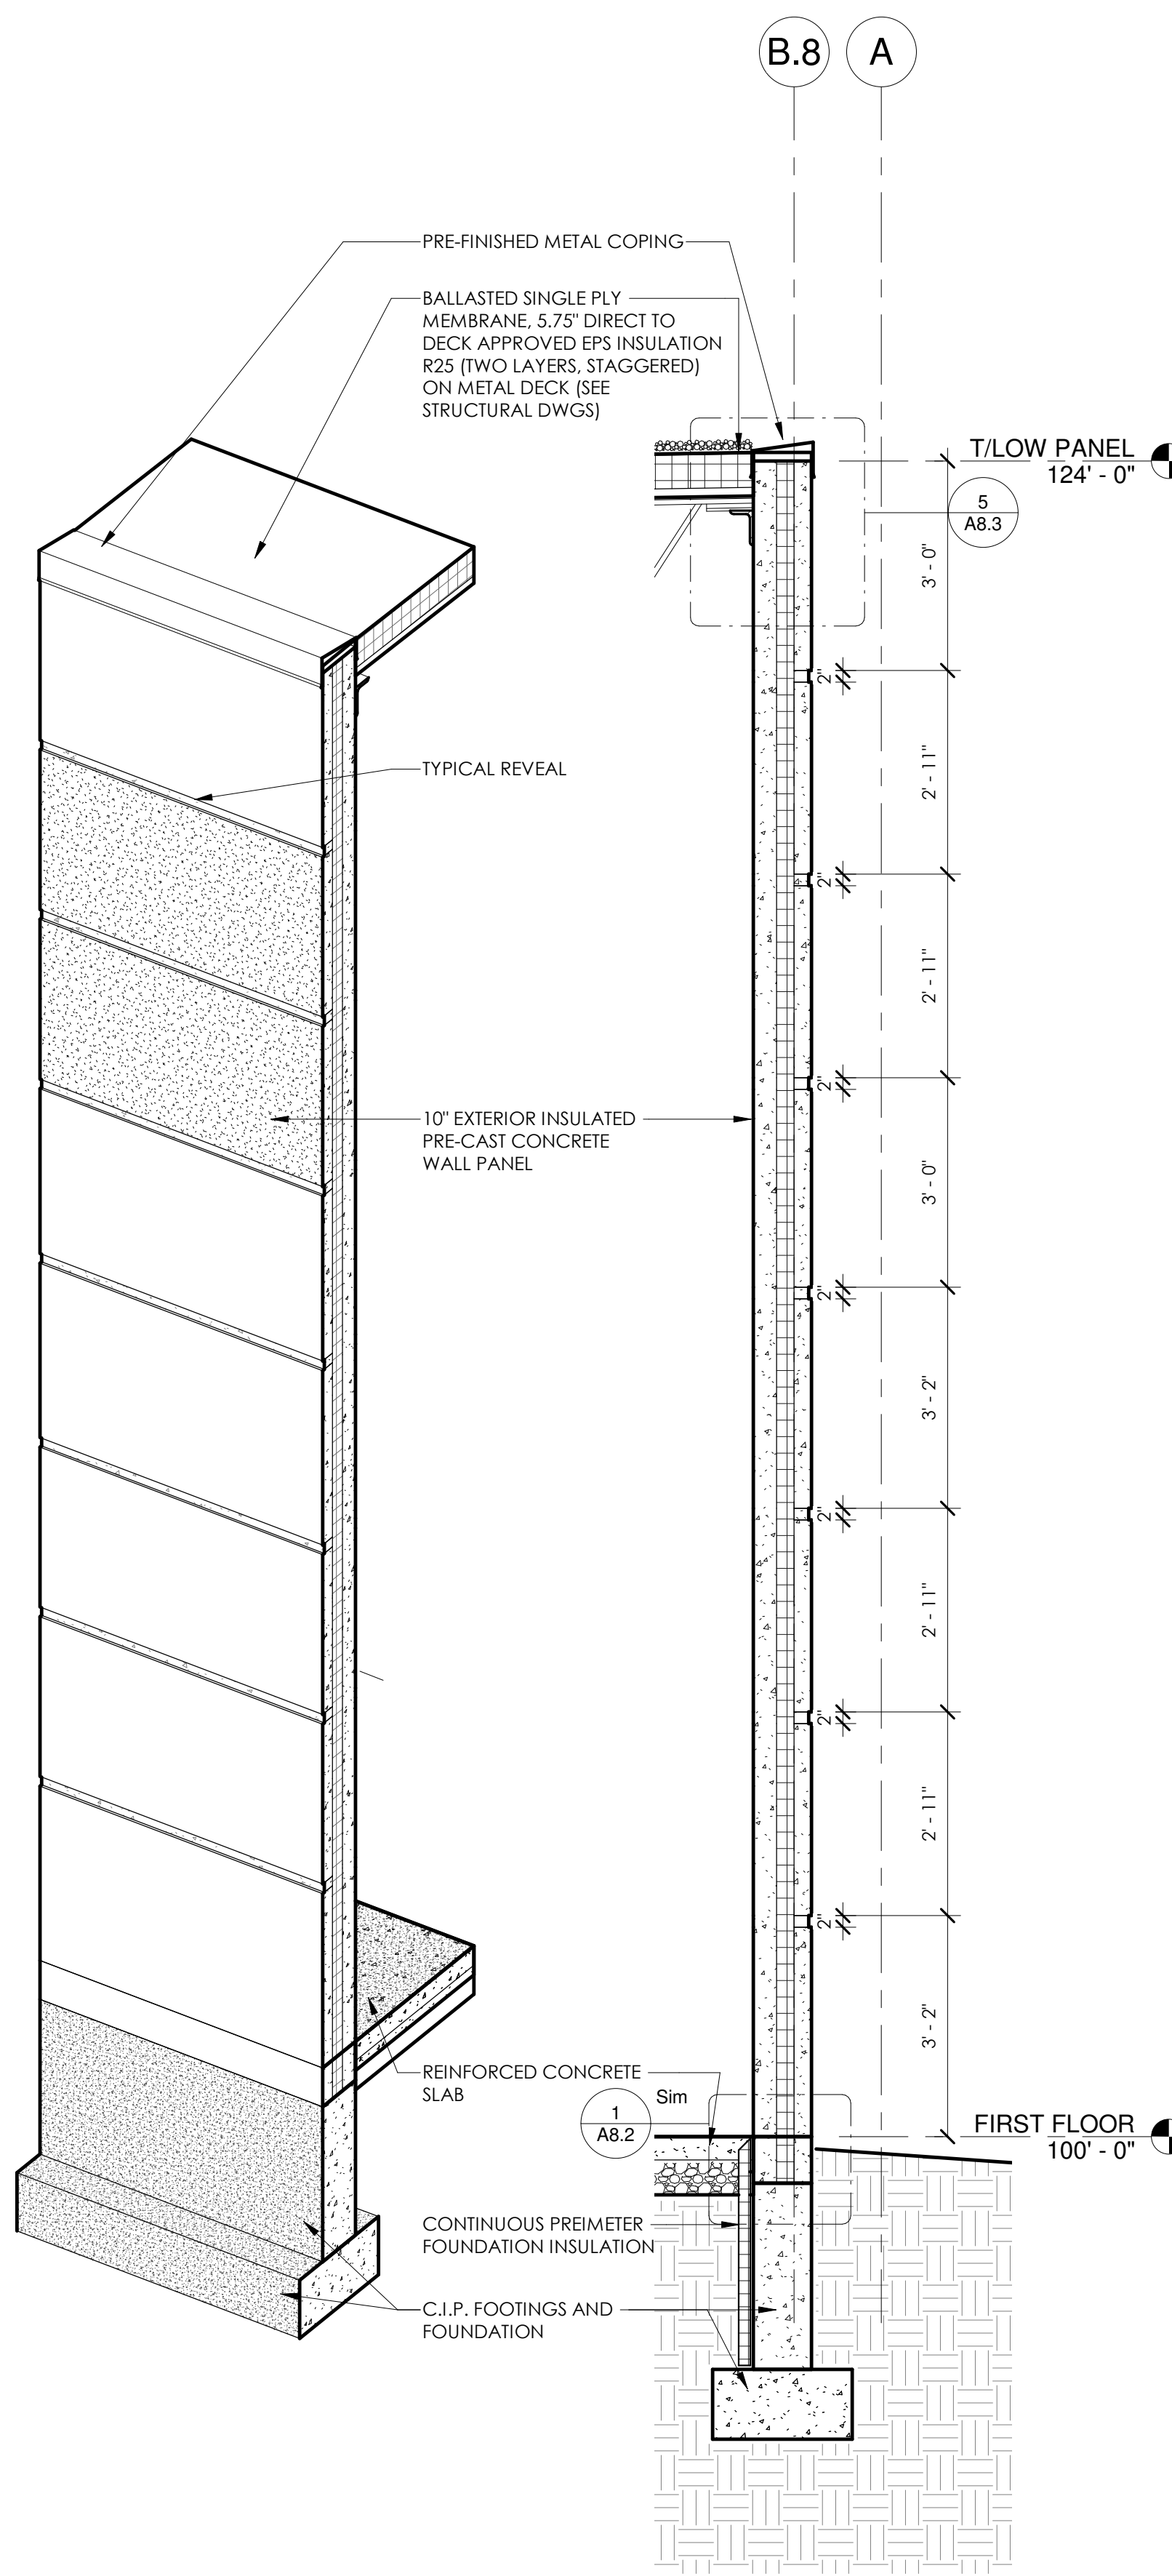 B.8
A
PRE-FINISHED METAL COPING
BALLASTED SINGLE PLY
MEMBRANE, 5.75" DIRECT TO
DECK APPROVED EPS INSULATION
R25 (TWO LAYERS, STAGGERED)
ON METAL DECK (SEE
STRUCTURAL DWGS)
T/LOW PANEL
124' - 0"
5
A8.3
3' - 0"
2"
TYPICAL REVEAL
2' - 11"
2"
2' - 11"
2"
10" EXTERIOR INSULATED
PRE-CAST CONCRETE
WALL PANEL
3' - 0"
2"
3' - 2"
2"
2' - 11"
2"
2' - 11"
2"
3' - 2"
REINFORCED CONCRETE
SLAB
Sim
1
A8.2
FIRST FLOOR
100' - 0"
CONTINUOUS PREIMETER
FOUNDATION INSULATION
C.I.P. FOOTINGS AND
FOUNDATION